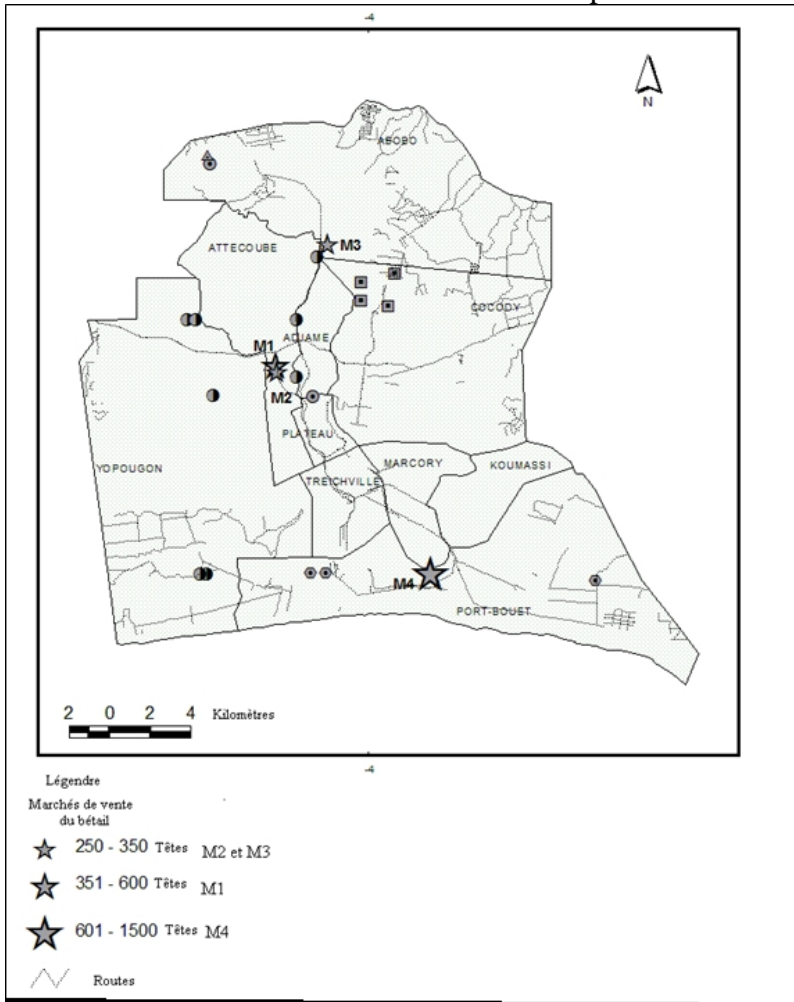 -4
N
ABOBO
M3
ATTECOUBE
COCODY
ADJAME
M1
M2
PLATEAU
MARCORY
KOUMASSI
YOPOUGON
TREICHVILLE
M4
PORT-BOUET
2 0 2 4 Kilomètres
-4
Légendre
Marchés de vente
du bétail
250 - 350 Têtes M2 et M3
351 - 600 Têtes M1
601 - 1500 Têtes M4
Routes